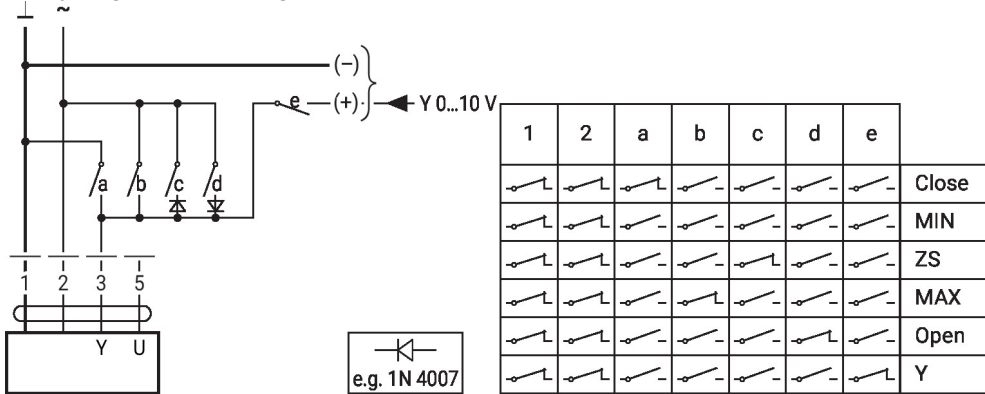 ⊥ ~
(–)
e (+) Y 0...10 V
a b c d
1 2 3 5
Y U
e.g. 1N 4007
1 2 a b c d e
Close
MIN
ZS
MAX
Open
Y